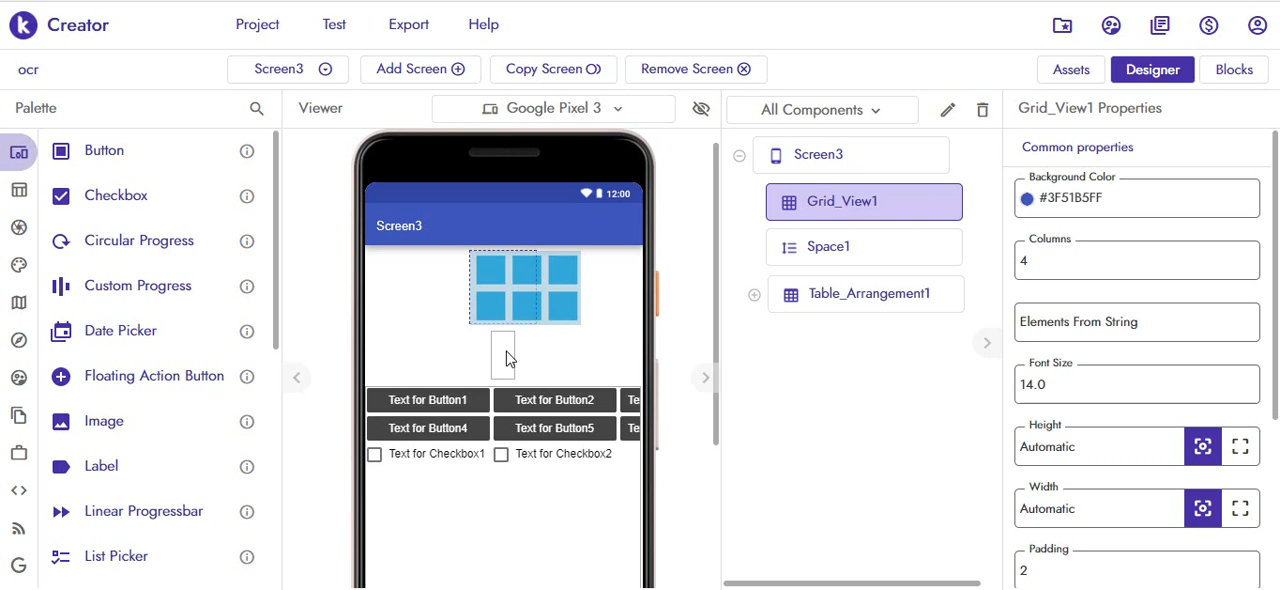 Creator
Project
Test
Export
Help
ocr
Screen3
Add Screen
Copy Screen
Remove Screen
Assets
Designer
Blocks
Palette
Viewer
Google Pixel 3
All Components
Grid_View1 Properties
Button
Checkbox
Circular Progress
Custom Progress
Date Picker
Floating Action Button
Image
Label
Linear Progressbar
List Picker
12:00
Screen3
Text for Button1
Text for Button2
Te
Text for Button4
Text for Button5
Te
Text for Checkbox1
Text for Checkbox2
Screen3
Grid_View1
Space1
Table_Arrangement1
Common properties
Background Color
#3F51B5FF
Columns
4
Elements From String
Font Size
14.0
Height
Automatic
Width
Automatic
Padding
2